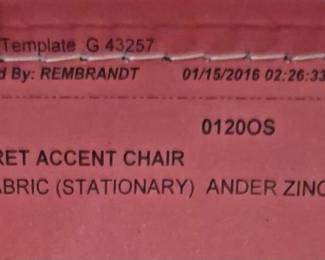 Template G 43257
d By: REMBRANDT 01/15/2016 02:26:33
0120OS
RET ACCENT CHAIR
ABRIC (STATIONARY) ANDER ZINC